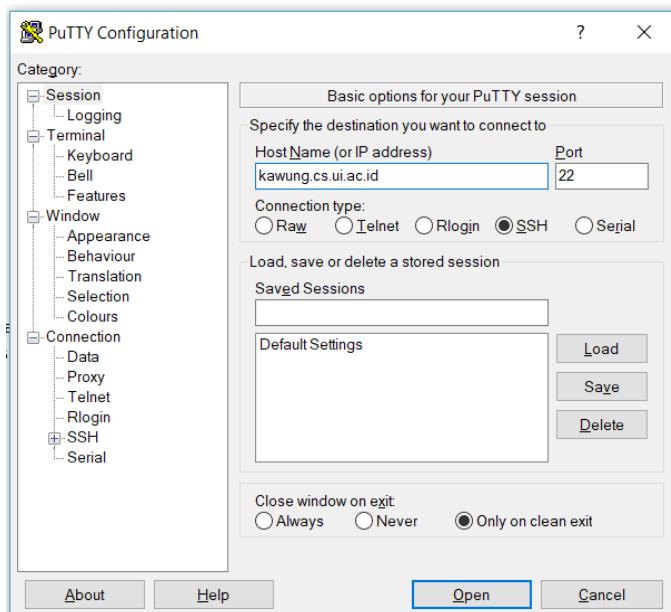 PuTTY Configuration
?
Category:
Session
Logging
Terminal
Keyboard
Bell
Features
Window
Appearance
Behaviour
Translation
Selection
Colours
Connection
Data
Proxy
Telnet
Rlogin
SSH
Serial
Basic options for your PuTTY session
Specify the destination you want to connect to
Host Name (or IP address) Port
kawung.cs.ui.ac.id 22
Connection type:
Raw Telnet Rlogin SSH Serial
Load, save or delete a stored session
Saved Sessions
Default Settings
Load
Save
Delete
Close window on exit:
Always Never Only on clean exit
About Help Open Cancel